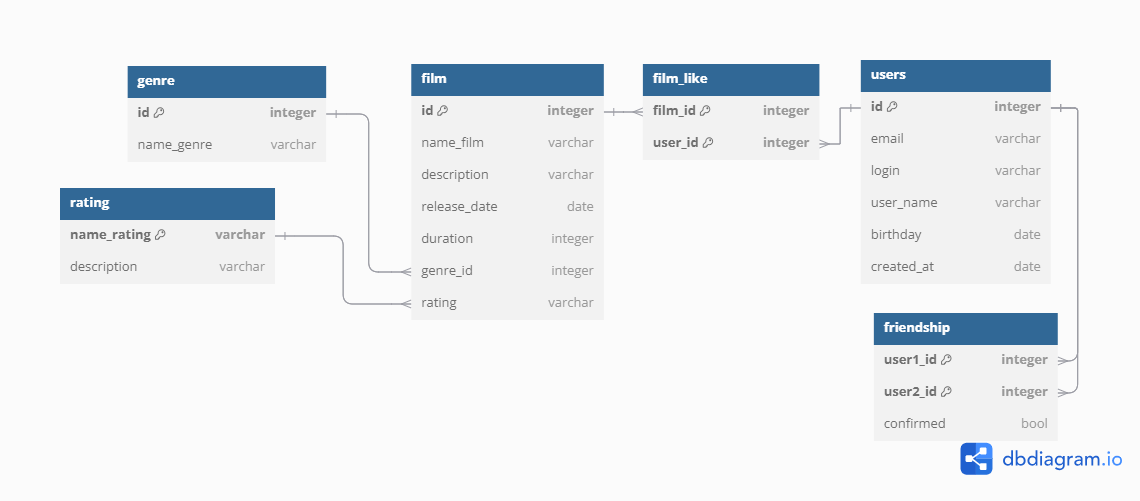 genre
id integer
name_genre varchar
rating
name_rating varchar
description varchar
film
id integer
name_film varchar
description varchar
release_date date
duration integer
genre_id integer
rating varchar
film_like
film_id integer
user_id integer
users
id integer
email varchar
login varchar
user_name varchar
birthday date
created_at date
friendship
user1_id integer
user2_id integer
confirmed bool
dbdiagram.io